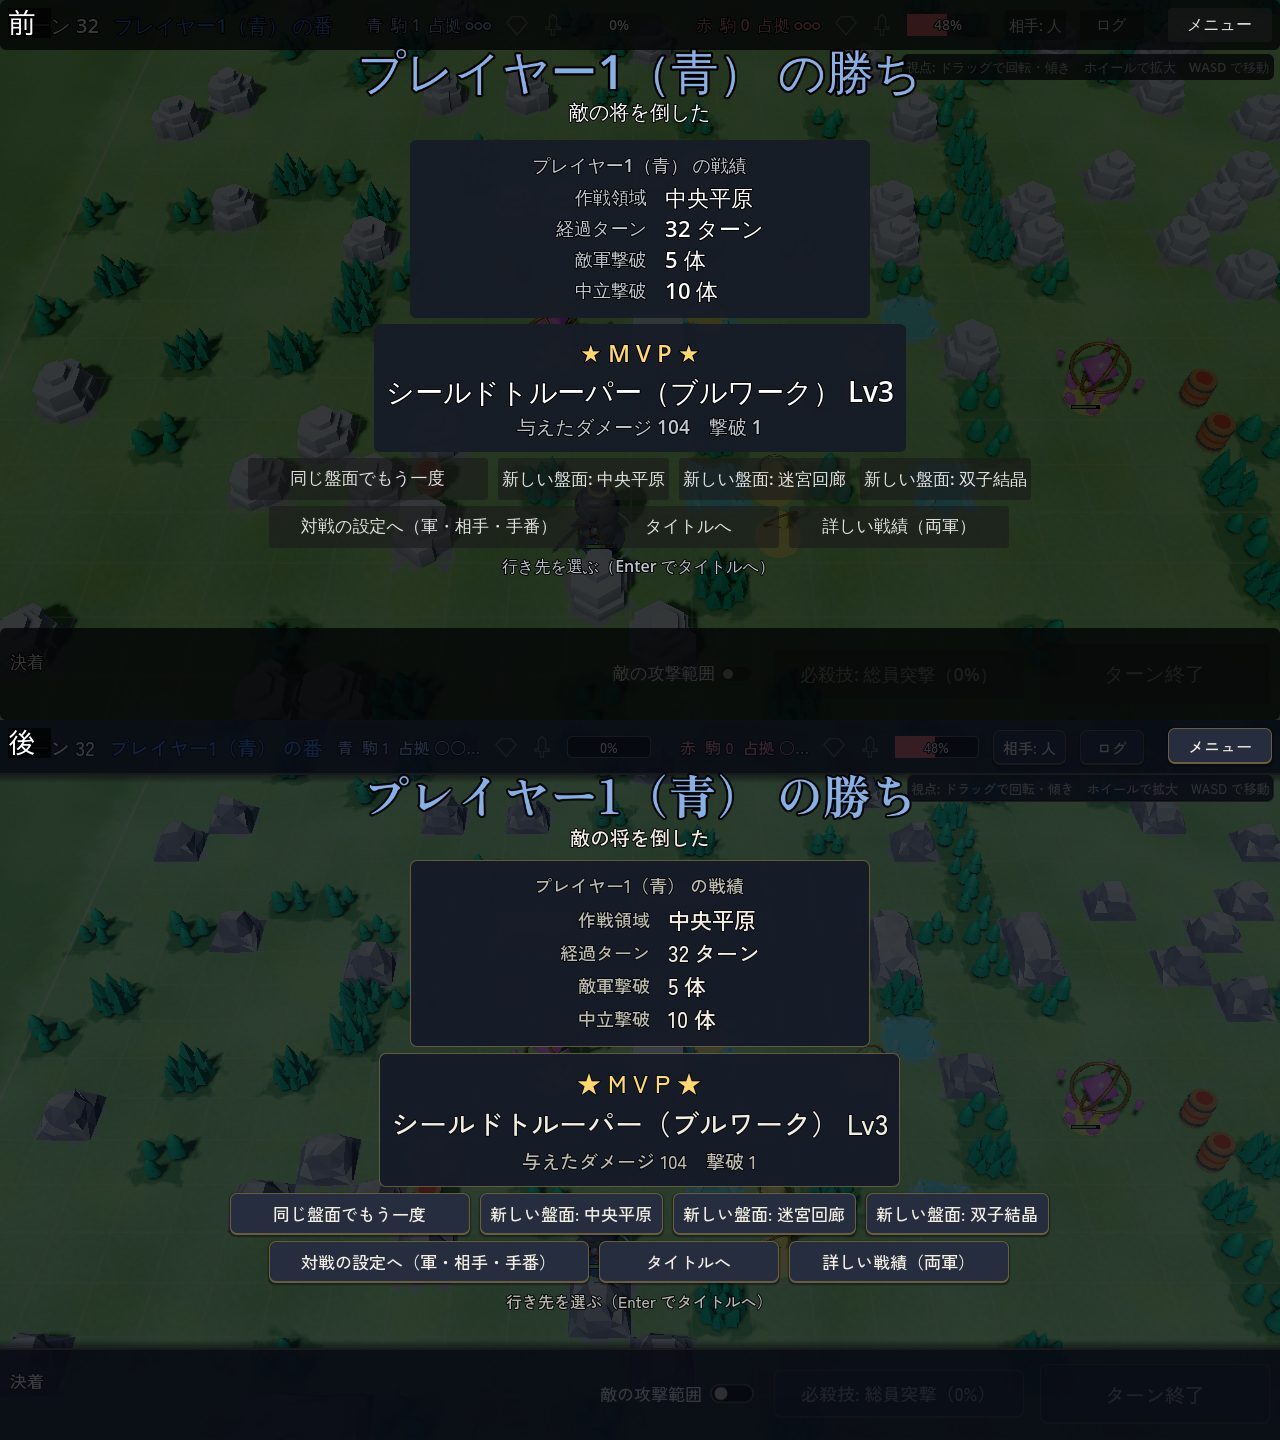 前 ーン 32 プレイヤー1（青） の番 青 駒 1 占拠 ○○○ 0% 赤 駒 0 占拠 ○○○ 48% 相手: 人 ログ メニュー
視点: ドラッグで回転・傾き ホイールで拡大 WASD で移動
プレイヤー1（青） の勝ち
敵の将を倒した
プレイヤー1（青） の戦績
作戦領域 中央平原
経過ターン 32 ターン
敵軍撃破 5 体
中立撃破 10 体
★ M V P ★
シールドトルーパー（ブルワーク） Lv3
与えたダメージ 104 撃破 1
同じ盤面でもう一度 新しい盤面: 中央平原 新しい盤面: 迷宮回廊 新しい盤面: 双子結晶
対戦の設定へ（軍・相手・手番） タイトルへ 詳しい戦績（両軍）
行き先を選ぶ（Enter でタイトルへ）
決着 敵の攻撃範囲 必殺技: 総員突撃（0%） ターン終了
後 ーン 32 プレイヤー1（青） の番 青 駒 1 占拠 〇〇… 0% 赤 駒 0 占拠 〇… 48% 相手: 人 ログ メニュー
視点: ドラッグで回転・傾き ホイールで拡大 WASD で移動
プレイヤー1（青） の勝ち
敵の将を倒した
プレイヤー1（青） の戦績
作戦領域 中央平原
経過ターン 32 ターン
敵軍撃破 5 体
中立撃破 10 体
★ M V P ★
シールドトルーパー（ブルワーク） Lv3
与えたダメージ 104 撃破 1
同じ盤面でもう一度 新しい盤面: 中央平原 新しい盤面: 迷宮回廊 新しい盤面: 双子結晶
対戦の設定へ（軍・相手・手番） タイトルへ 詳しい戦績（両軍）
行き先を選ぶ（Enter でタイトルへ）
決着 敵の攻撃範囲 必殺技: 総員突撃（0%） ターン終了